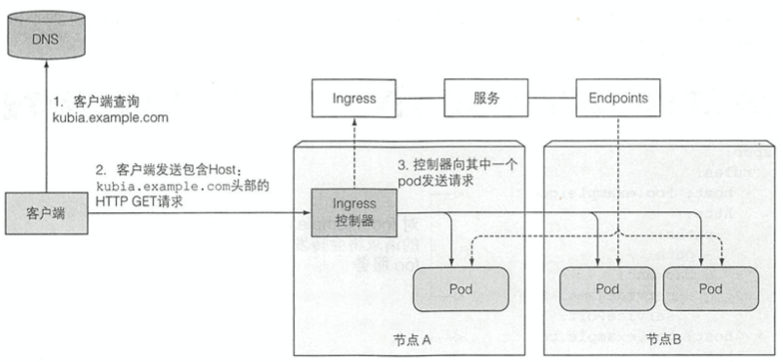 DNS
1. 客户端查询
kubia.example.com
Ingress
服务
Endpoints
2. 客户端发送包含Host:
kubia.example.com头部的
HTTP GET请求
3. 控制器向其中一个
pod发送请求
客户端
Ingress
控制器
Pod
Pod
Pod
节点A
节点B